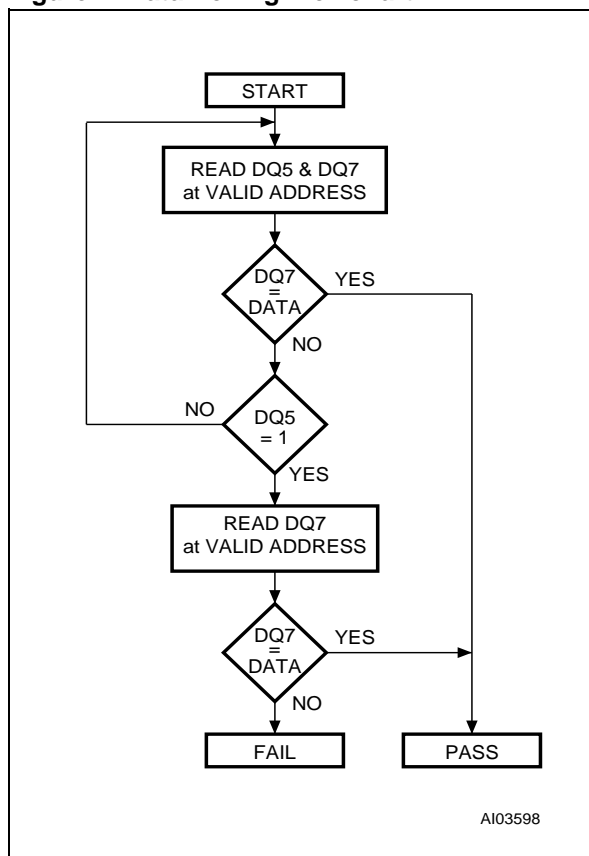 START
READ DQ5 & DQ7
at VALID ADDRESS
DQ7
=
DATA
YES
NO
NO
DQ5
= 1
YES
READ DQ7
at VALID ADDRESS
DQ7
=
DATA
YES
NO
FAIL
PASS
AI03598